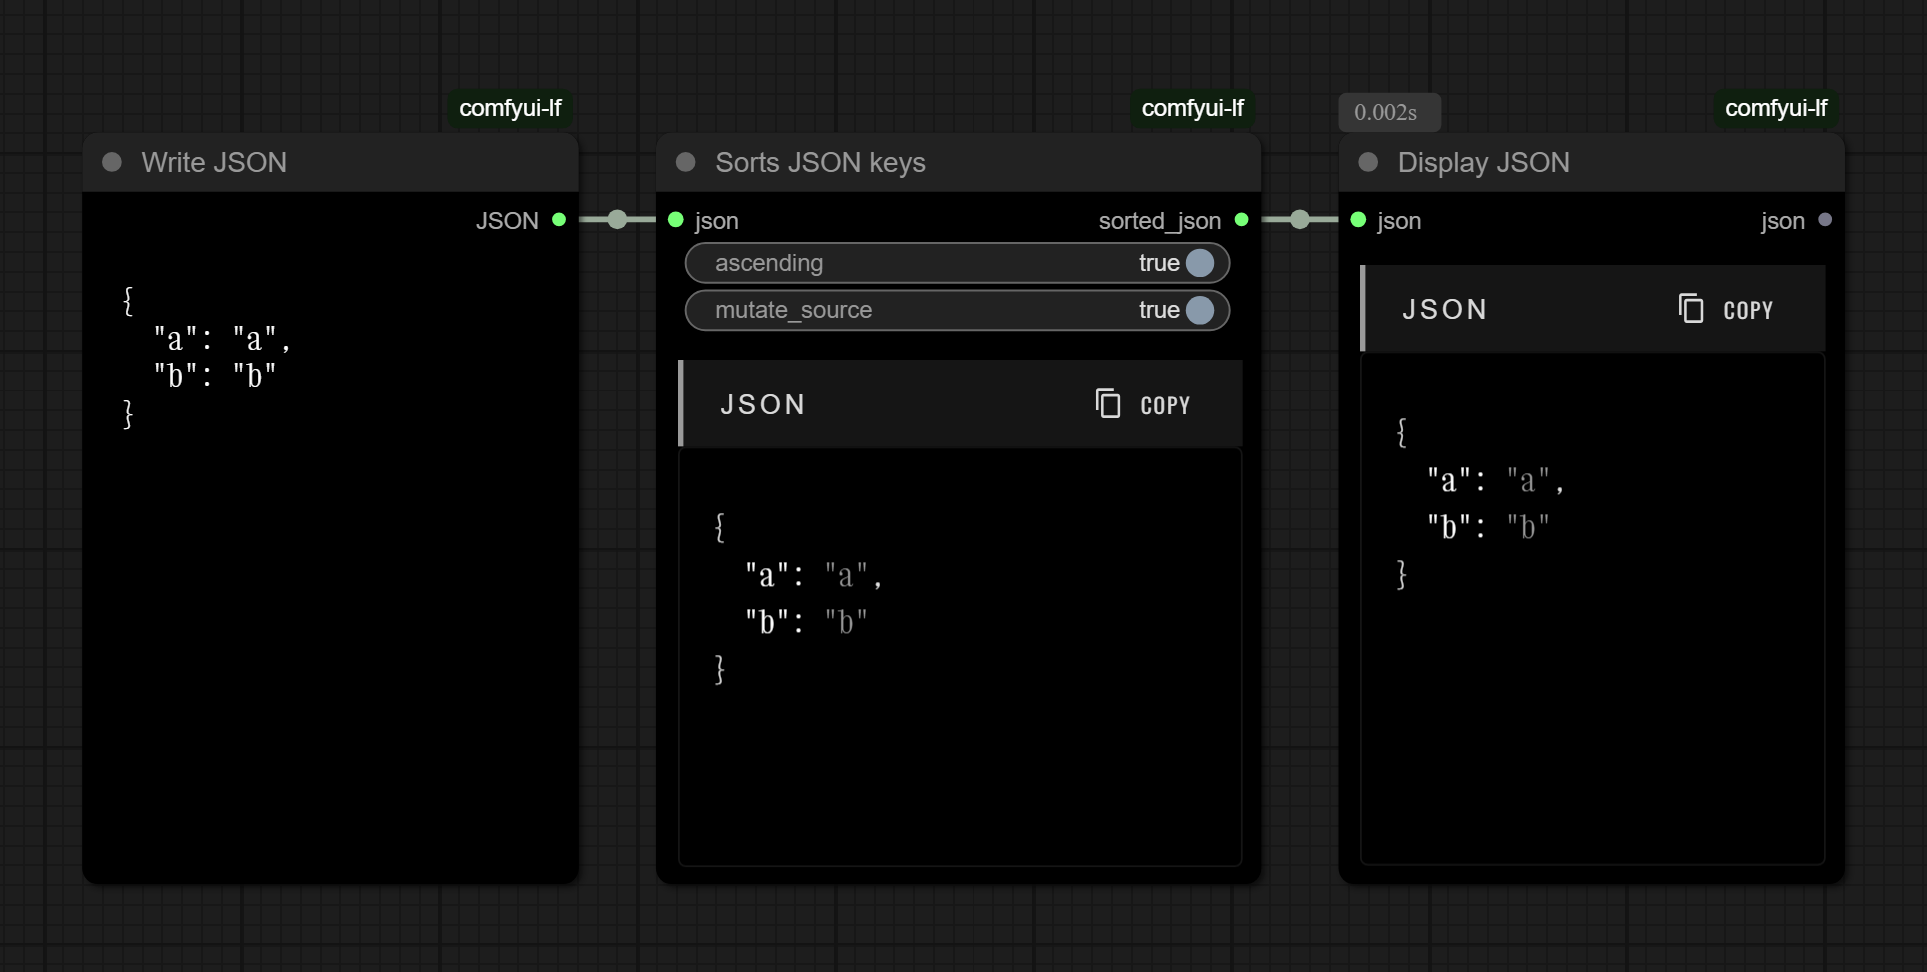 comfyui-lf
Write JSON
JSON
{
  "a": "a",
  "b": "b"
}
comfyui-lf
Sorts JSON keys
json sorted_json
ascending true
mutate_source true
JSON COPY
{
  "a": "a",
  "b": "b"
}
0.002s comfyui-lf
Display JSON
json json
JSON COPY
{
  "a": "a",
  "b": "b"
}